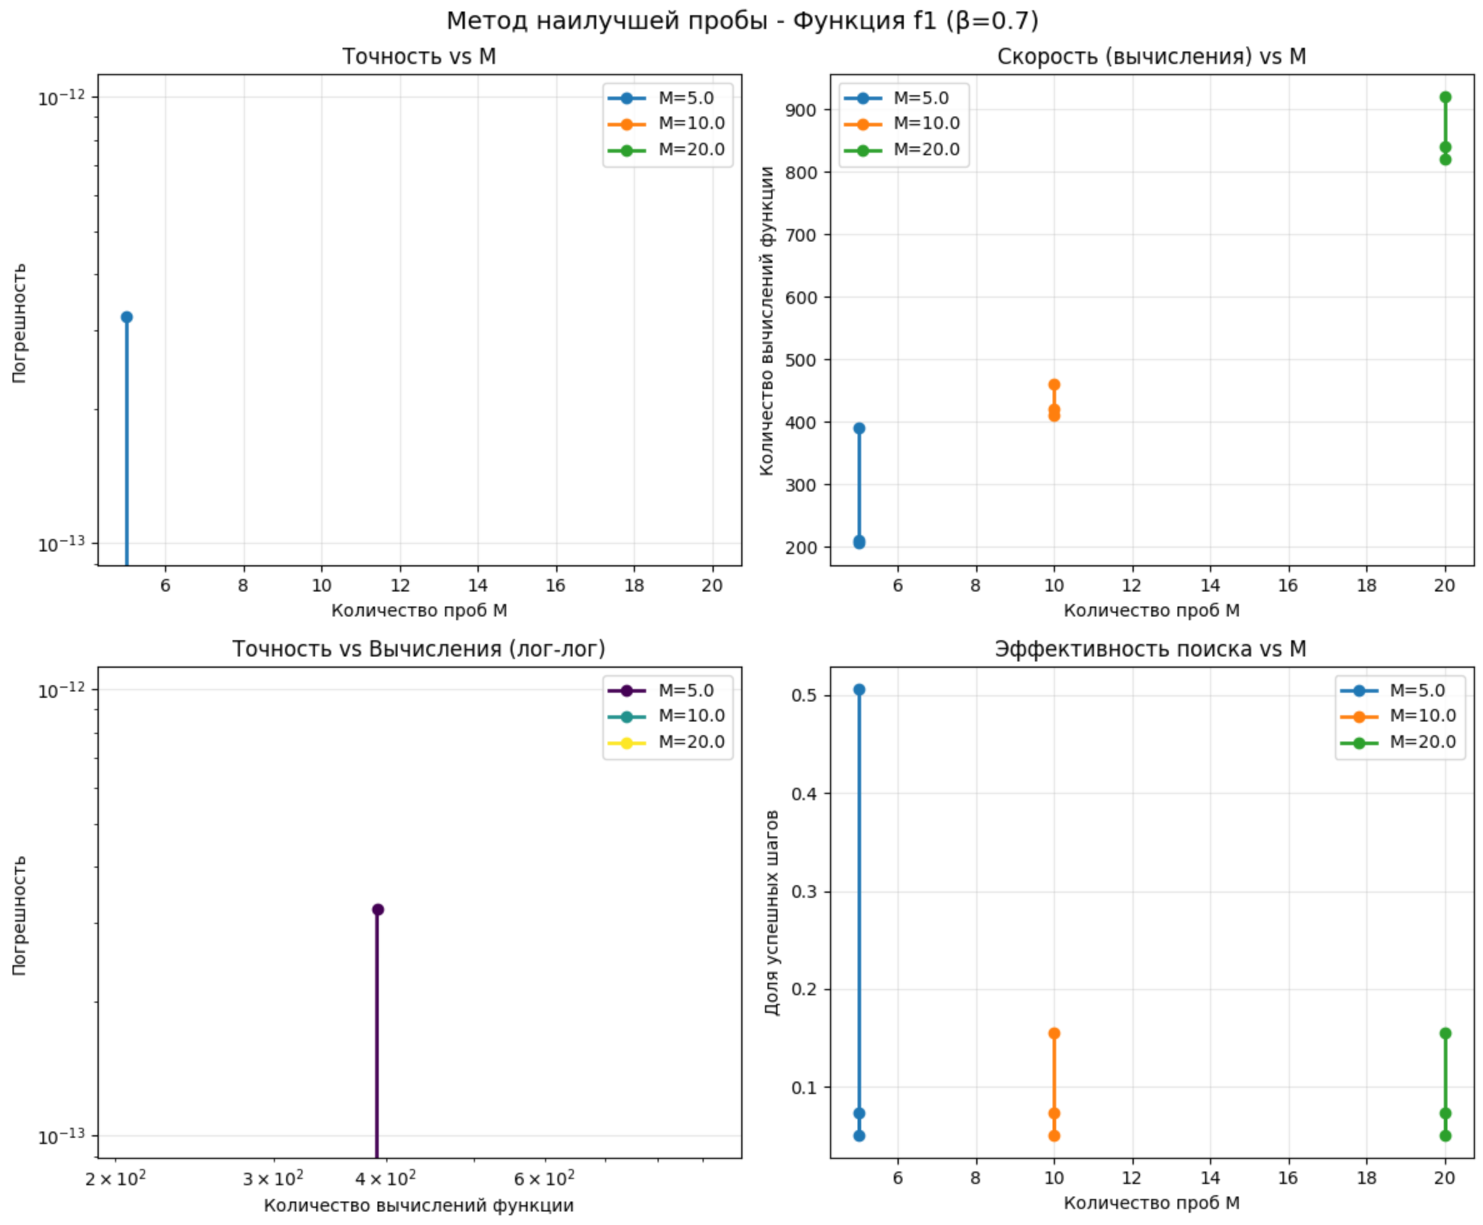 Метод наилучшей пробы - Функция f1 (β=0.7)
Точность vs M
10⁻¹²
10⁻¹³
Погрешность
6 8 10 12 14 16 18 20
Количество проб M
M=5.0
M=10.0
M=20.0
Скорость (вычисления) vs M
900
800
700
600
500
400
300
200
Количество вычислений функции
6 8 10 12 14 16 18 20
Количество проб M
M=5.0
M=10.0
M=20.0
Точность vs Вычисления (лог-лог)
10⁻¹²
10⁻¹³
Погрешность
2 × 10² 3 × 10² 4 × 10² 6 × 10²
Количество вычислений функции
M=5.0
M=10.0
M=20.0
Эффективность поиска vs M
0.5
0.4
0.3
0.2
0.1
Доля успешных шагов
6 8 10 12 14 16 18 20
Количество проб M
M=5.0
M=10.0
M=20.0